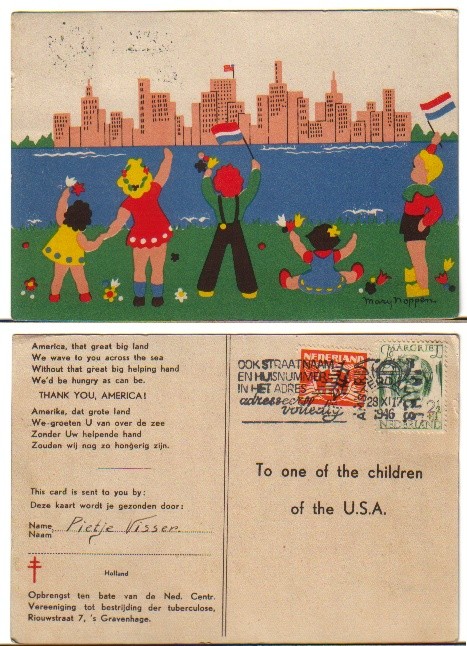 Mary Noppen
America, that great big land
We wave to you across the sea
Without that great big helping hand
We'd be hungry as can be.
THANK YOU, AMERICA!
Amerika, dat grote land
We-groeten U van over de zee
Zonder Uw helpende hand
Zouden wij nog zo hongerig zijn.
This card is sent to you by:
Deze kaart wordt je gezonden door:
Name Pietje Visser
Naam
Holland
Opbrengst ten bate van de Ned. Centr.
Vereeniging tot bestrijding der tuberculose,
Riouwstraat 7, 's Gravenhage.
OOK STRAATNAAM
EN HUISNUMMER
IN HET ADRES
adresseer
volledig
NEDERLAND
28 XII
1946
MARGRIET
NEDERLAND
To one of the children
of the U.S.A.